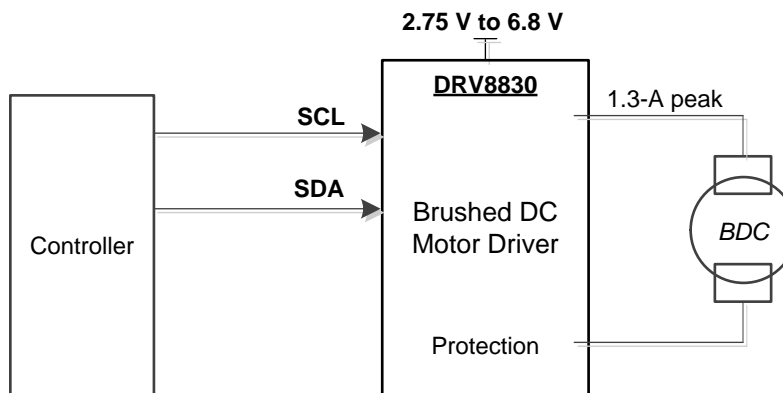 2.75 V to 6.8 V
DRV8830
1.3-A peak
SCL
SDA
Controller
Brushed DC
Motor Driver
BDC
Protection